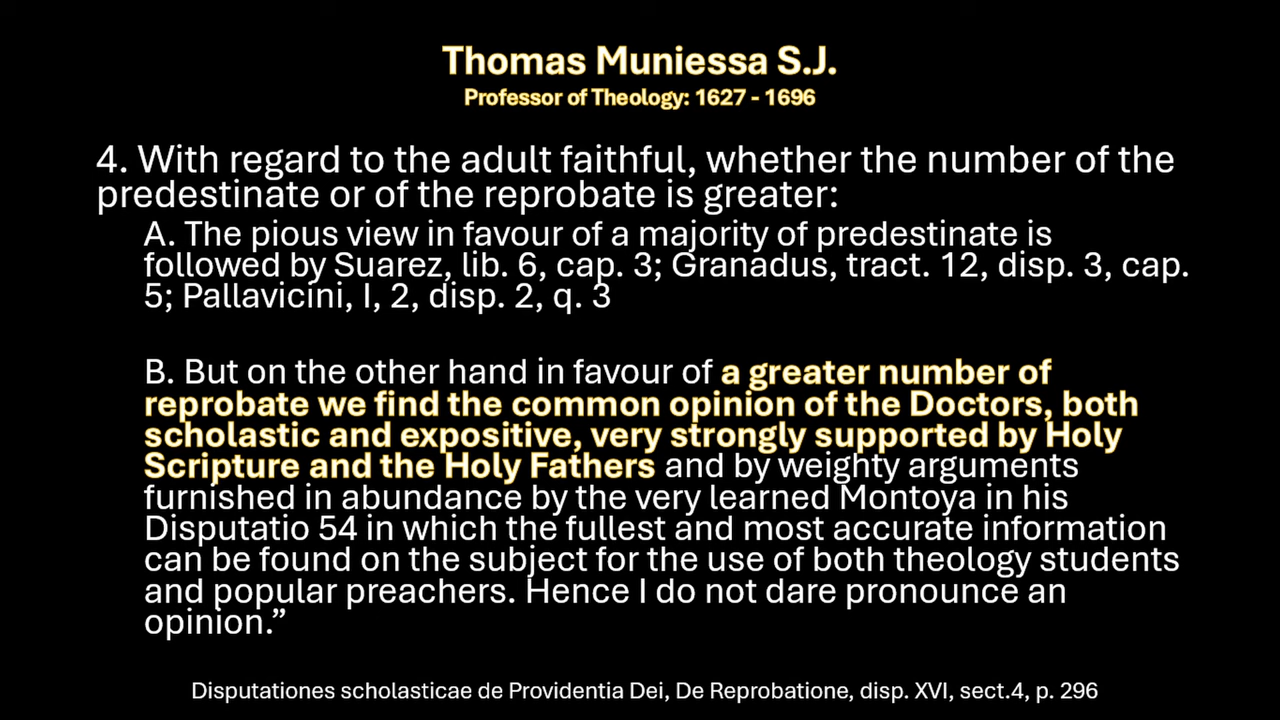 Thomas Muniessa S.J.
Professor of Theology: 1627 - 1696
4. With regard to the adult faithful, whether the number of the
predestinate or of the reprobate is greater:
A. The pious view in favour of a majority of predestinate is
followed by Suarez, lib. 6, cap. 3; Granadus, tract. 12, disp. 3, cap.
5; Pallavicini, I, 2, disp. 2, q. 3
B. But on the other hand in favour of a greater number of
reprobate we find the common opinion of the Doctors, both
scholastic and expositive, very strongly supported by Holy
Scripture and the Holy Fathers and by weighty arguments
furnished in abundance by the very learned Montoya in his
Disputatio 54 in which the fullest and most accurate information
can be found on the subject for the use of both theology students
and popular preachers. Hence I do not dare pronounce an
opinion.”
Disputationes scholasticae de Providentia Dei, De Reprobatione, disp. XVI, sect.4, p. 296